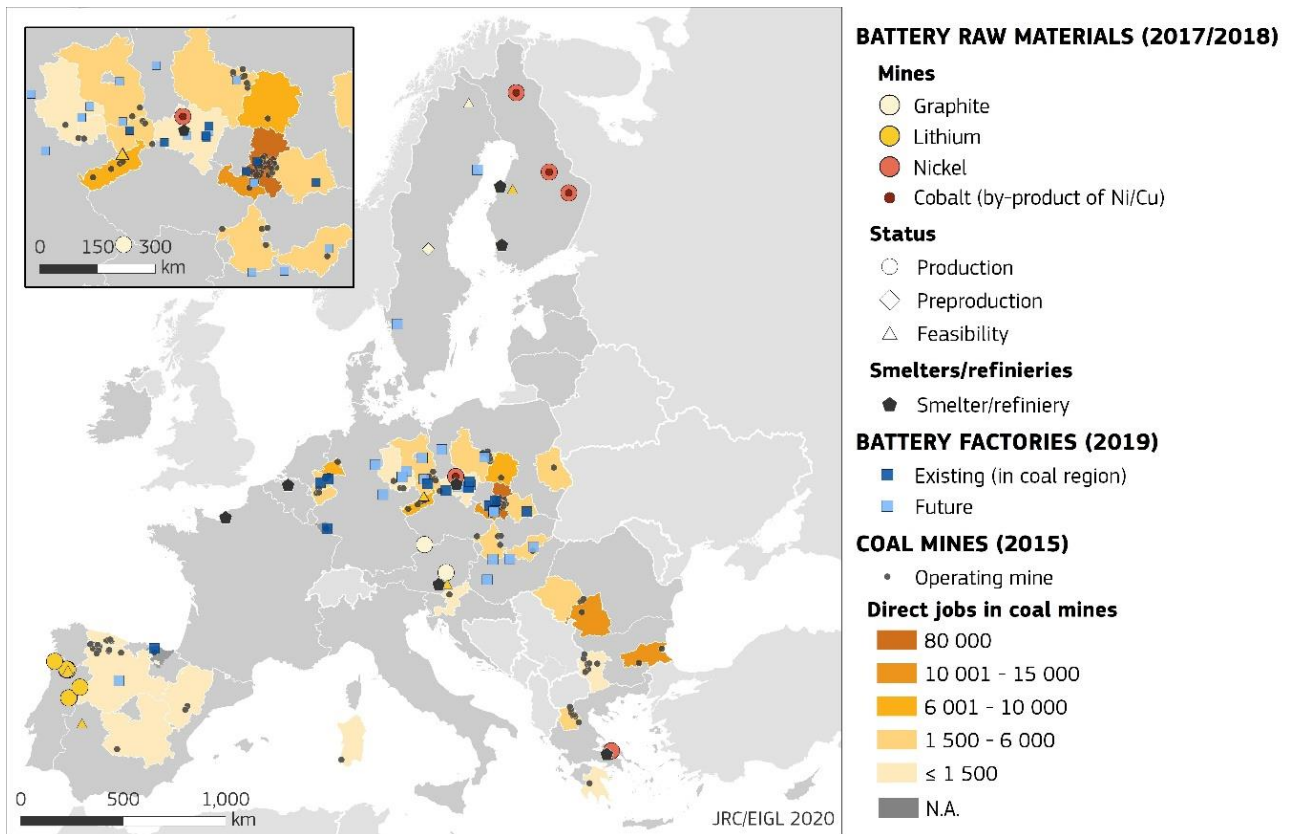 0 150 300
km
0 500 1,000
km
JRC/EIGL 2020
BATTERY RAW MATERIALS (2017/2018)
Mines
Graphite
Lithium
Nickel
Cobalt (by-product of Ni/Cu)
Status
Production
Preproduction
Feasibility
Smelters/refinieries
Smelter/refiniery
BATTERY FACTORIES (2019)
Existing (in coal region)
Future
COAL MINES (2015)
Operating mine
Direct jobs in coal mines
80 000
10 001 - 15 000
6 001 - 10 000
1 500 - 6 000
≤ 1 500
N.A.